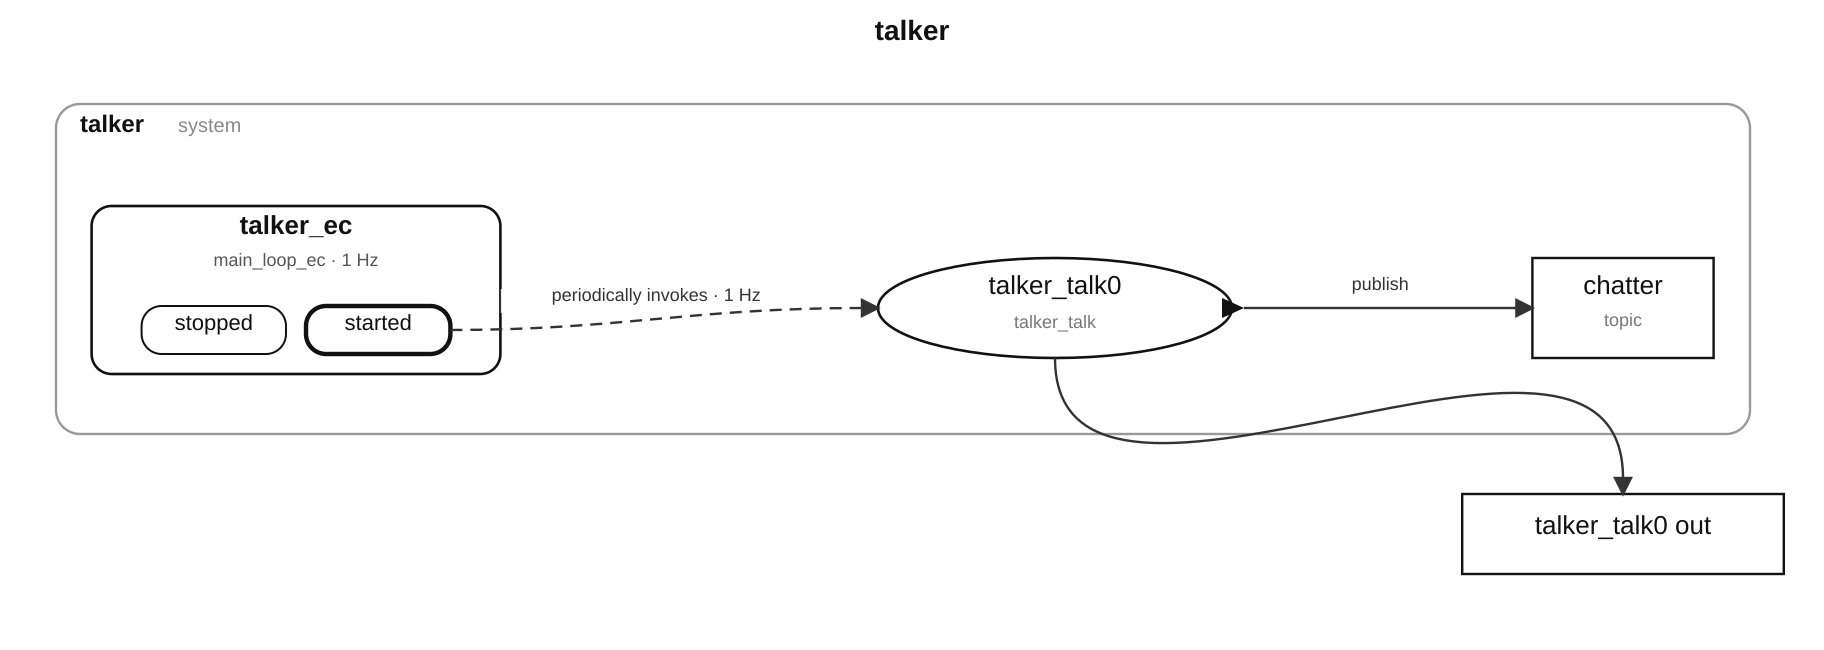 talker
talker system
talker_ec
main_loop_ec · 1 Hz
stopped
started
periodically invokes · 1 Hz
talker_talk0
talker_talk
publish
chatter
topic
talker_talk0 out